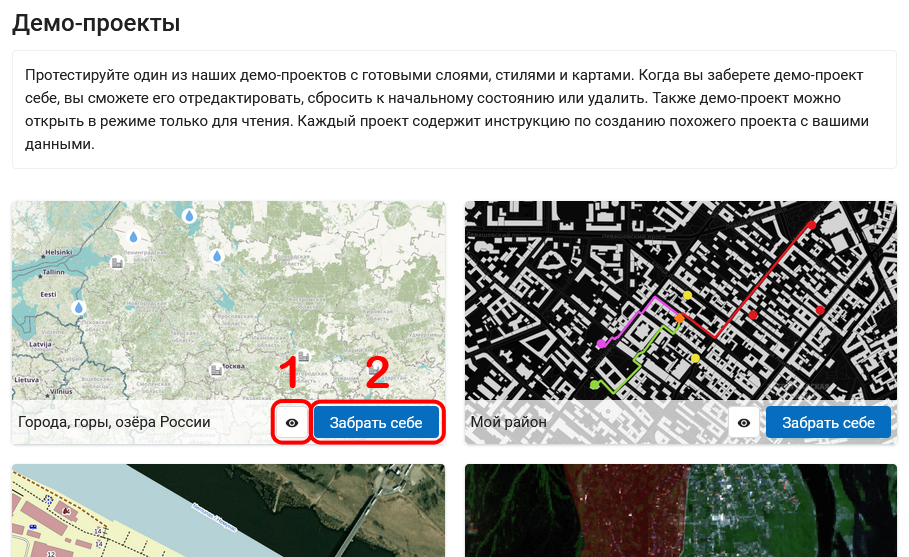 Демо-проекты
Протестируйте один из наших демо-проектов с готовыми слоями, стилями и картами. Когда вы заберете демо-проект
себе, вы сможете его отредактировать, сбросить к начальному состоянию или удалить. Также демо-проект можно
открыть в режиме только для чтения. Каждый проект содержит инструкцию по созданию похожего проекта с вашими
данными.
Helsinki
Tallinn
Eesti
Latvija
Lietuva
Vilnius
Москва
1
2
Города, горы, озёра России
Забрать себе
Мой район
Забрать себе
14
14
12